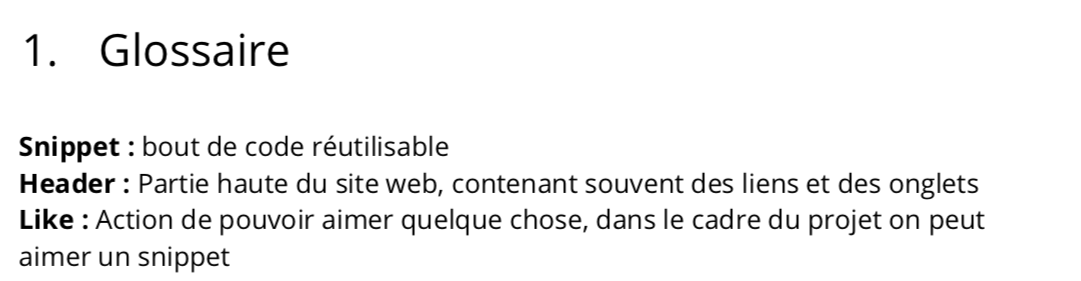 1. Glossaire
Snippet : bout de code réutilisable
Header : Partie haute du site web, contenant souvent des liens et des onglets
Like : Action de pouvoir aimer quelque chose, dans le cadre du projet on peut
aimer un snippet